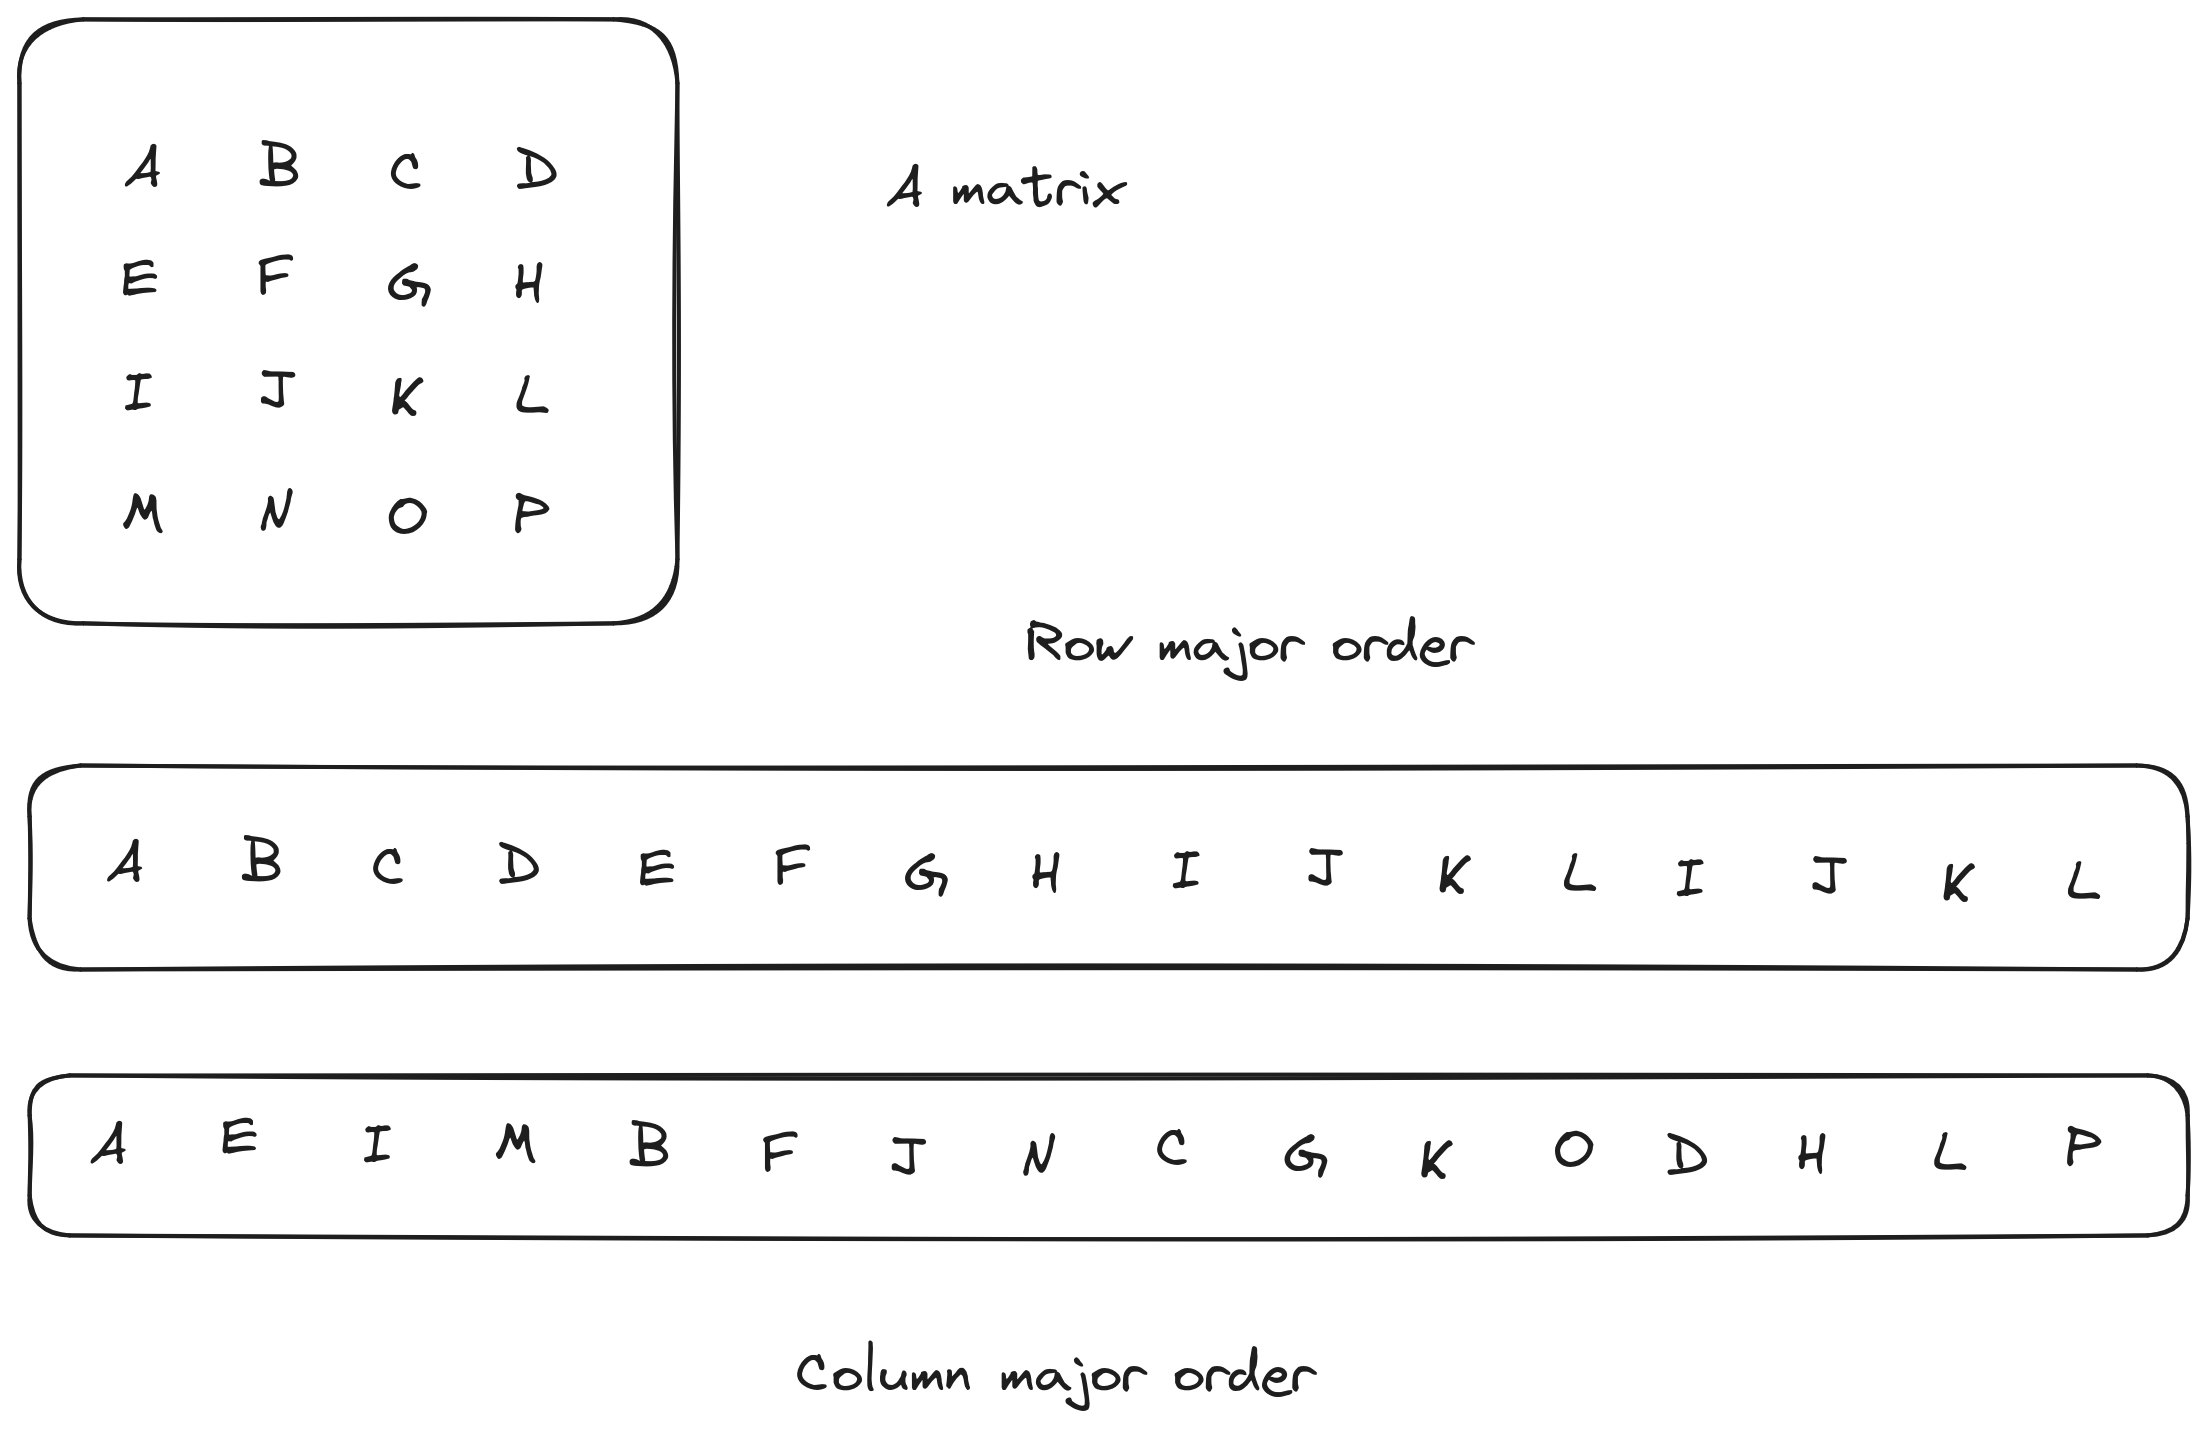 A B C D
A matrix
E F G H
I J K L
M N O P
Row major order
A B C D E F G H I J K L I J K L
A E I M B F J N C G K O D H L P
Column major order